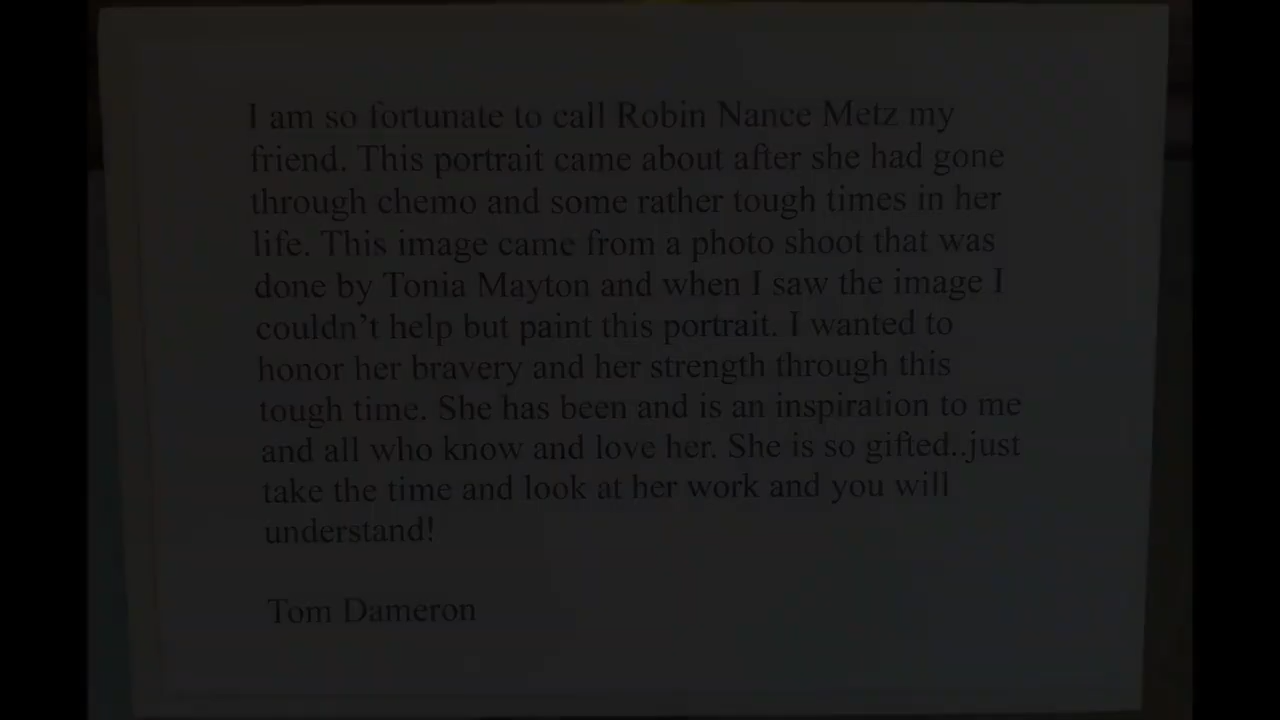 I am so fortunate to call Robin Nance Metz my
friend. This portrait came about after she had gone
through chemo and some rather tough times in her
life. This image came from a photo shoot that was
done by Tonia Mayton and when I saw the image I
couldn't help but paint this portrait. I wanted to
honor her bravery and her strength through this
tough time. She has been and is an inspiration to me
and all who know and love her. She is so gifted..just
take the time and look at her work and you will
understand!
Tom Dameron